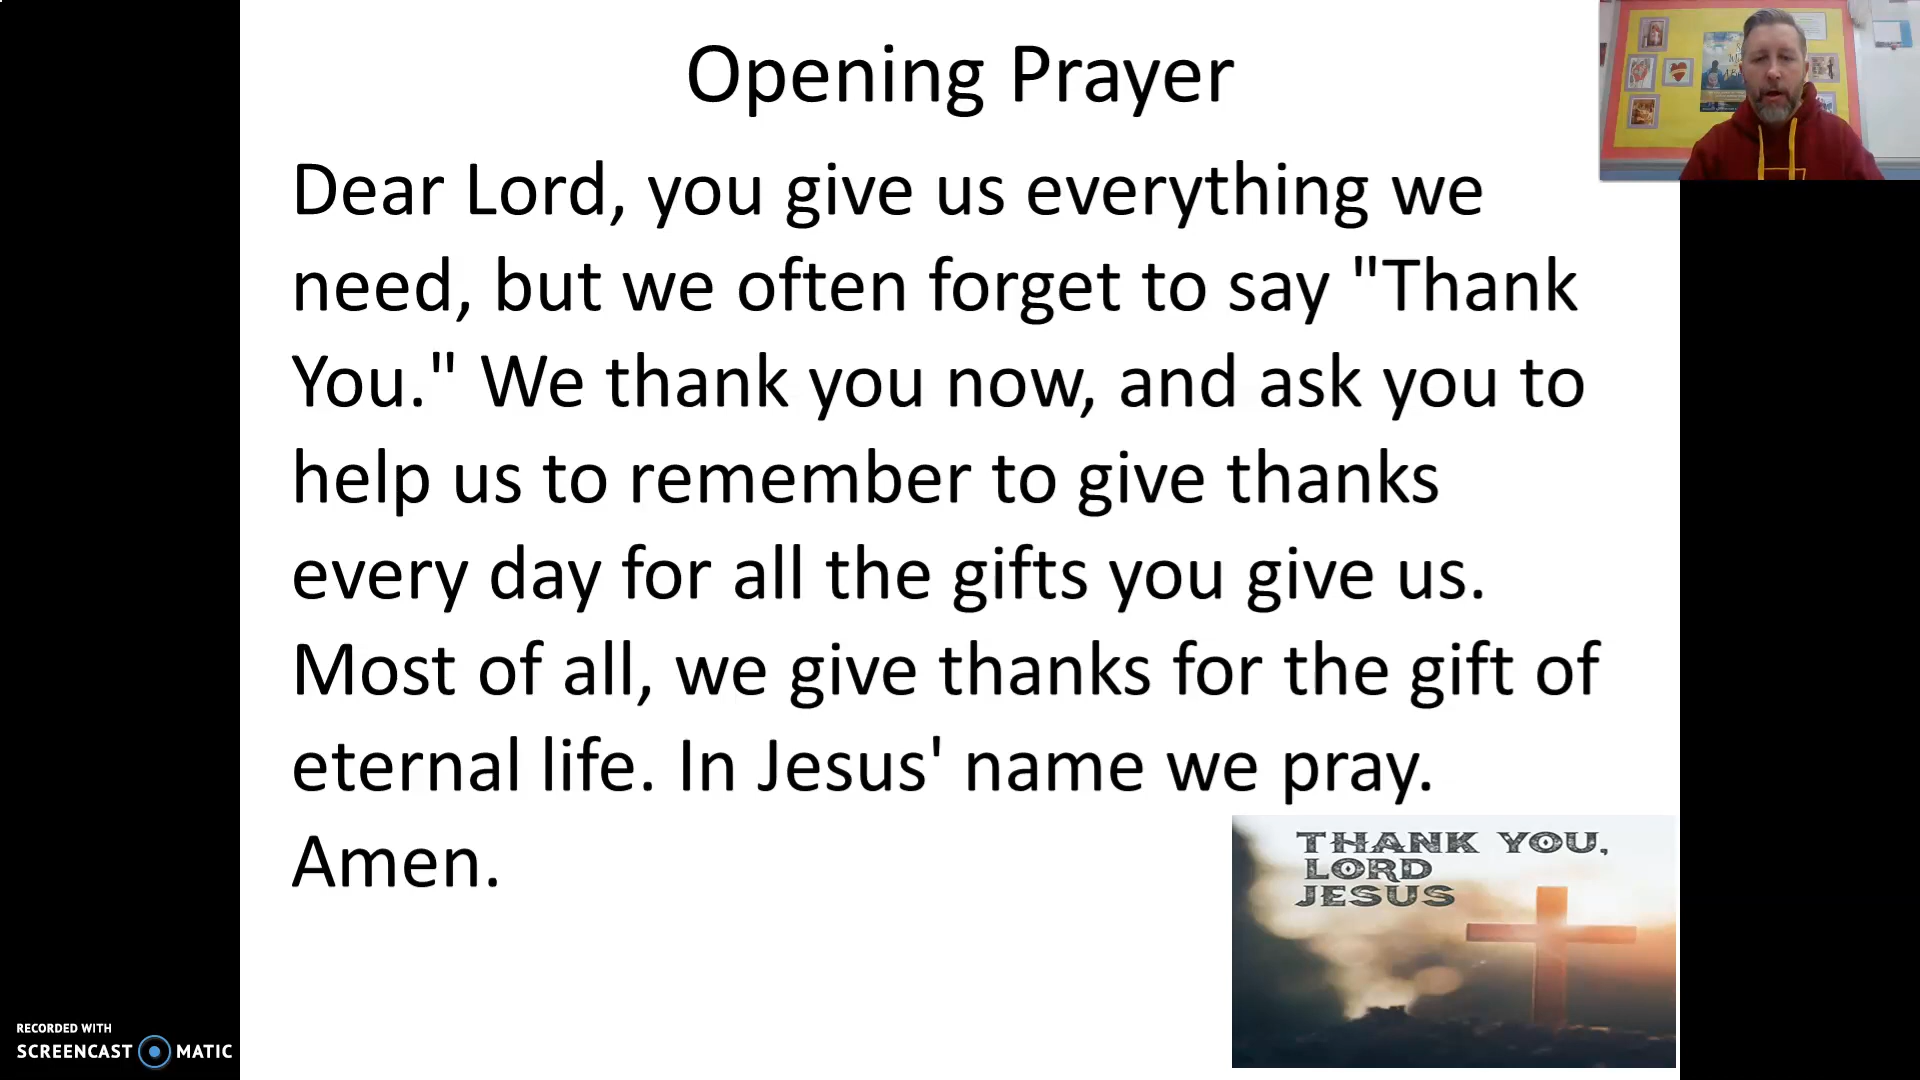 Opening Prayer
Dear Lord, you give us everything we
need, but we often forget to say "Thank
You." We thank you now, and ask you to
help us to remember to give thanks
every day for all the gifts you give us.
Most of all, we give thanks for the gift of
eternal life. In Jesus' name we pray.
Amen.
THANK YOU,
LORD
JESUS
RECORDED WITH
SCREENCAST MATIC